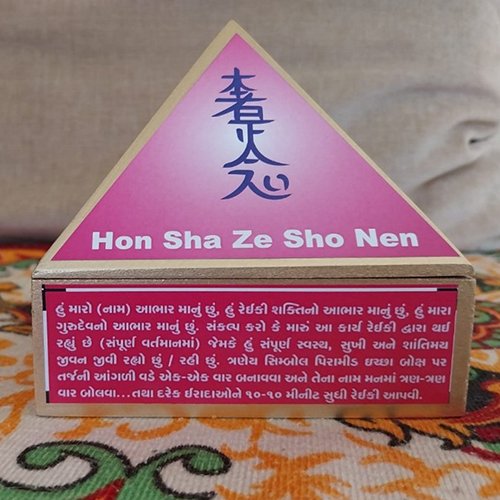 Hon Sha Ze Sho Nen
હું મારો (નામ) આભાર માનું છું, હું રેઈકી શક્તિનો આભાર માનું છું, હું મારા
ગુરુદેવનો આભાર માનું છું. સંકલ્પ કરો કે મારું આ કાર્ય રેઈકી દ્વારા થઈ
રહ્યું છે (સંપૂર્ણ વર્તમાનમાં) જેમકે હું સંપૂર્ણ સ્વસ્થ, સુખી અને શાંતિમય
જીવન જીવી રહ્યો છું / રહી છું. ત્રણેય સિમ્બોલ પિરામીડ ઇચ્છા બોક્ષ પર
તર્જની આંગળી વડે એક-એક વાર બનાવવા અને તેના નામ મનમાં ત્રણ-ત્રણ
વાર બોલવા...તથા દરેક ઈરાદાઓને ૧૦-૧૦ મીનીટ સુધી રેઈકી આપવી.